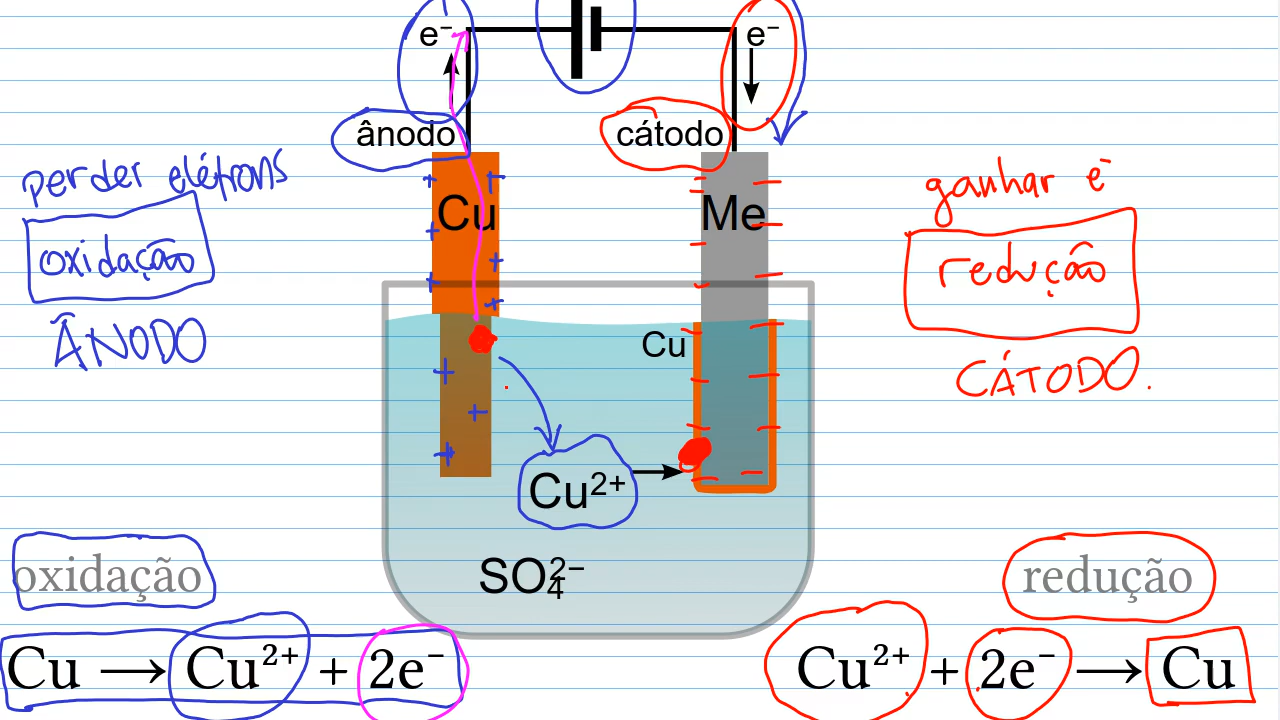 e⁻ e⁻
ânodo cátodo
perder elétrons
ganhar é
Cu Me
oxidação
redução
ÂNODO
Cu
CÁTODO.
Cu²⁺
SO₄²⁻
oxidação redução
Cu ⟶ Cu²⁺ + 2e⁻ Cu²⁺ + 2e⁻ ⟶ Cu